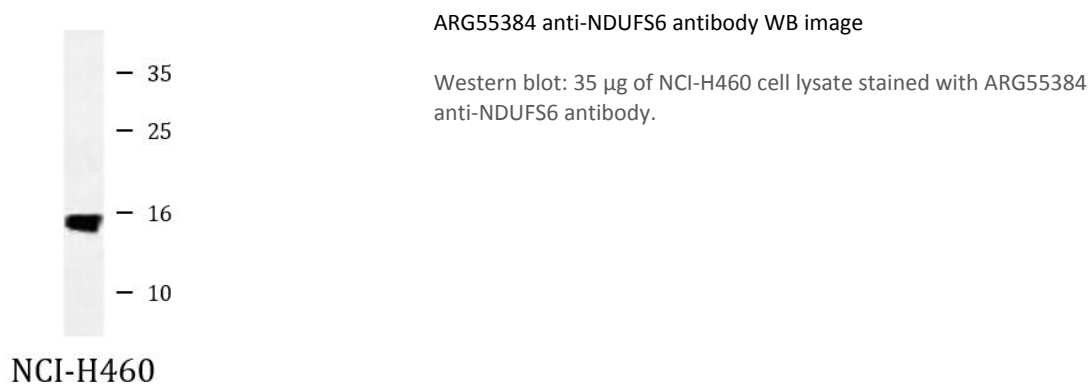 ARG55384 anti-NDUFS6 antibody WB image
Western blot: 35 µg of NCI-H460 cell lysate stained with ARG55384
anti-NDUFS6 antibody.
35
25
16
10
NCI-H460